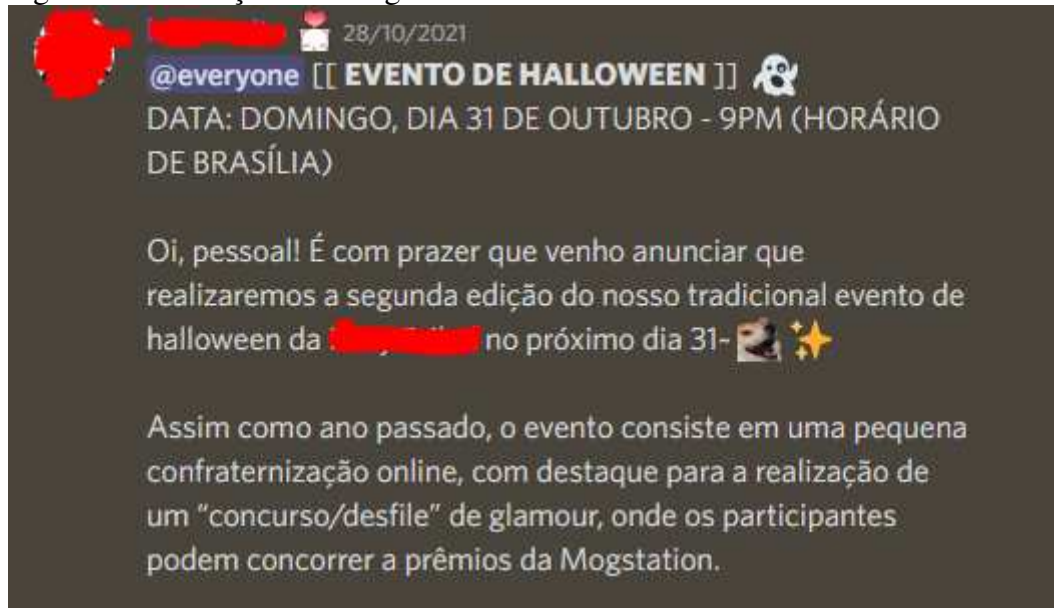 28/10/2021
@everyone [[ EVENTO DE HALLOWEEN ]]
DATA: DOMINGO, DIA 31 DE OUTUBRO - 9PM (HORÁRIO
DE BRASÍLIA)
Oi, pessoal! É com prazer que venho anunciar que
realizaremos a segunda edição do nosso tradicional evento de
halloween da no próximo dia 31~
Assim como ano passado, o evento consiste em uma pequena
confraternização online, com destaque para a realização de
um “concurso/desfile” de glamour, onde os participantes
podem concorrer a prêmios da Mogstation.